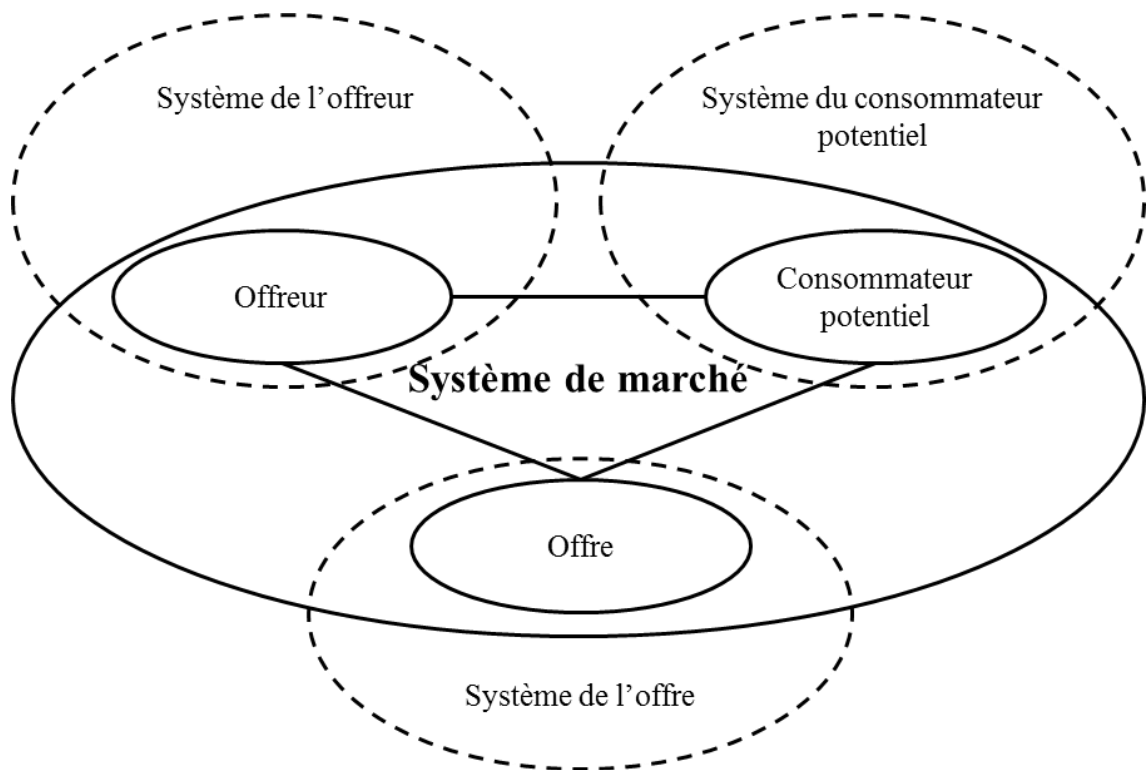 Système de l’offreur
Système du consommateur
potentiel
Offreur
Consommateur
potentiel
Système de marché
Offre
Système de l’offre